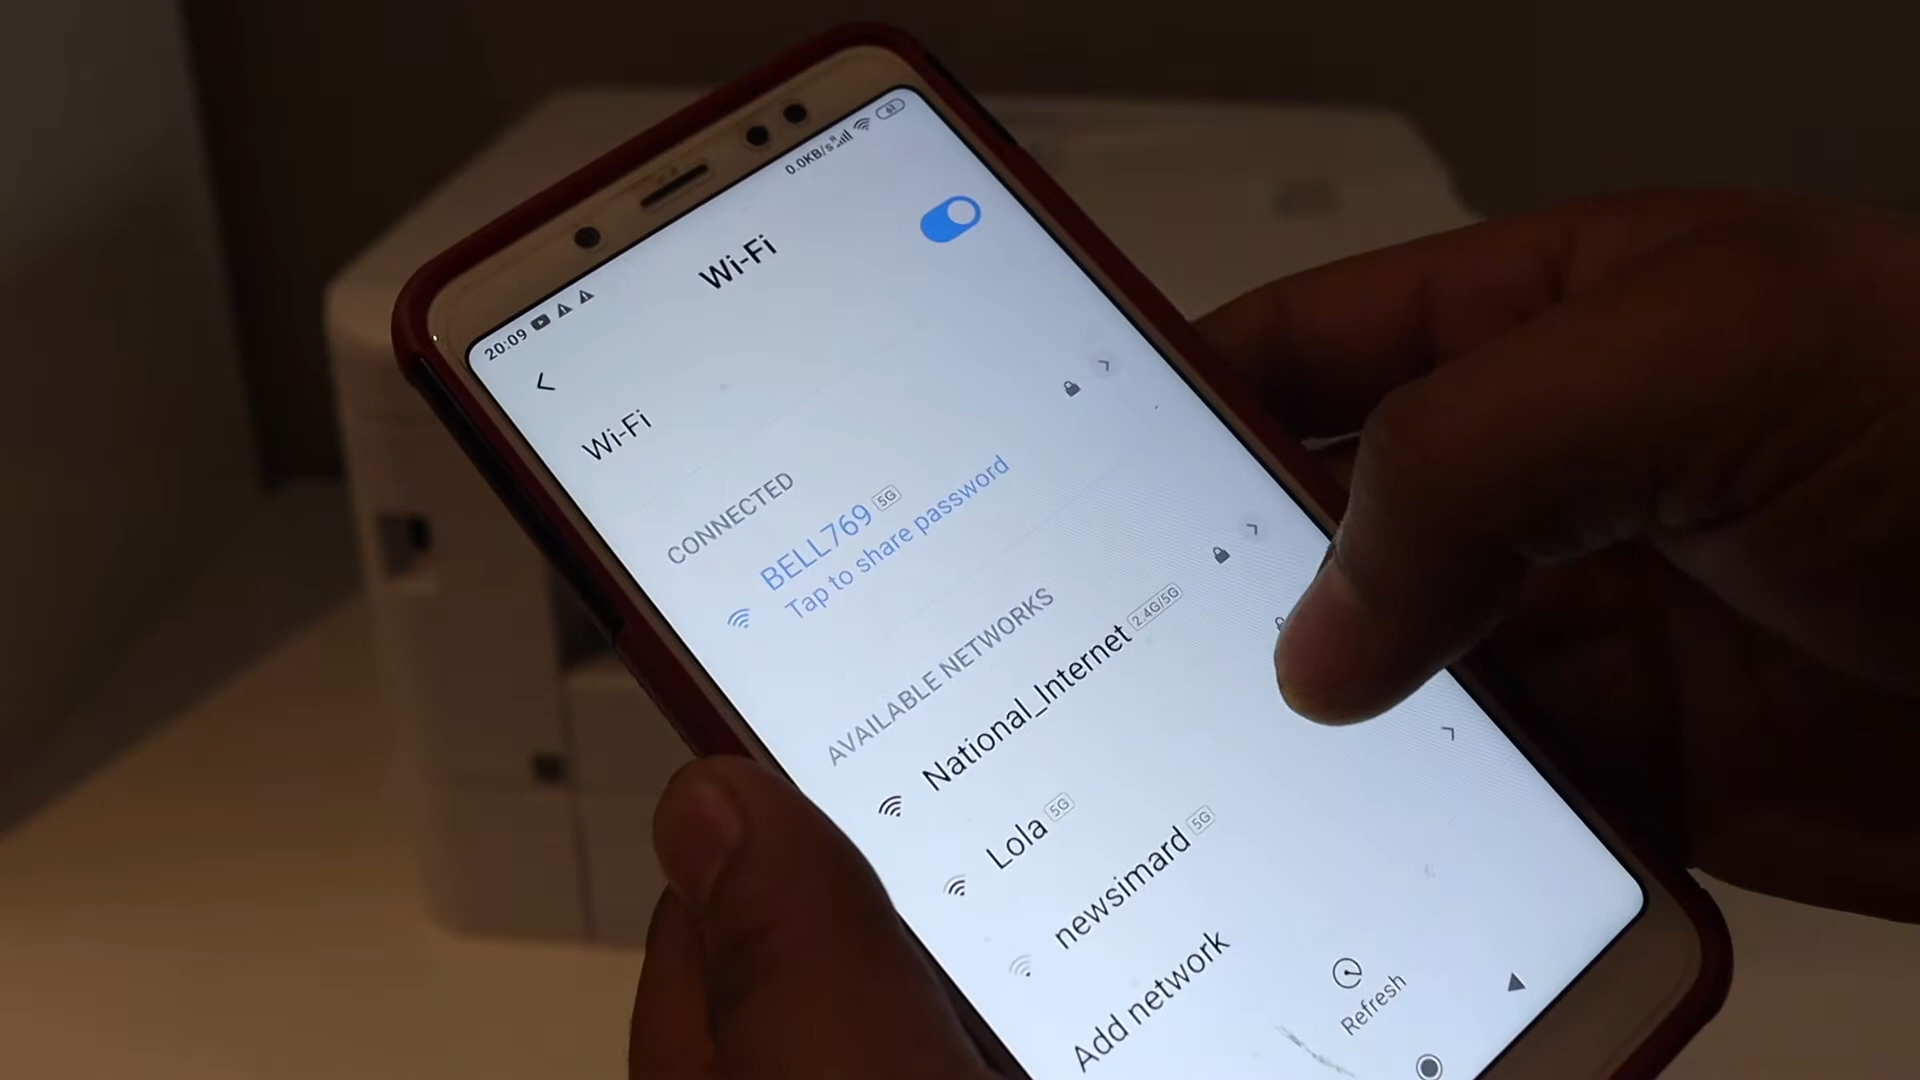 20:09
0.0KB/s R 61
Wi-Fi
Wi-Fi
CONNECTED
BELL769 5G
Tap to share password
AVAILABLE NETWORKS
National_Internet 2.4G/5G
Lola 5G
newsimard 5G
Add network
Refresh